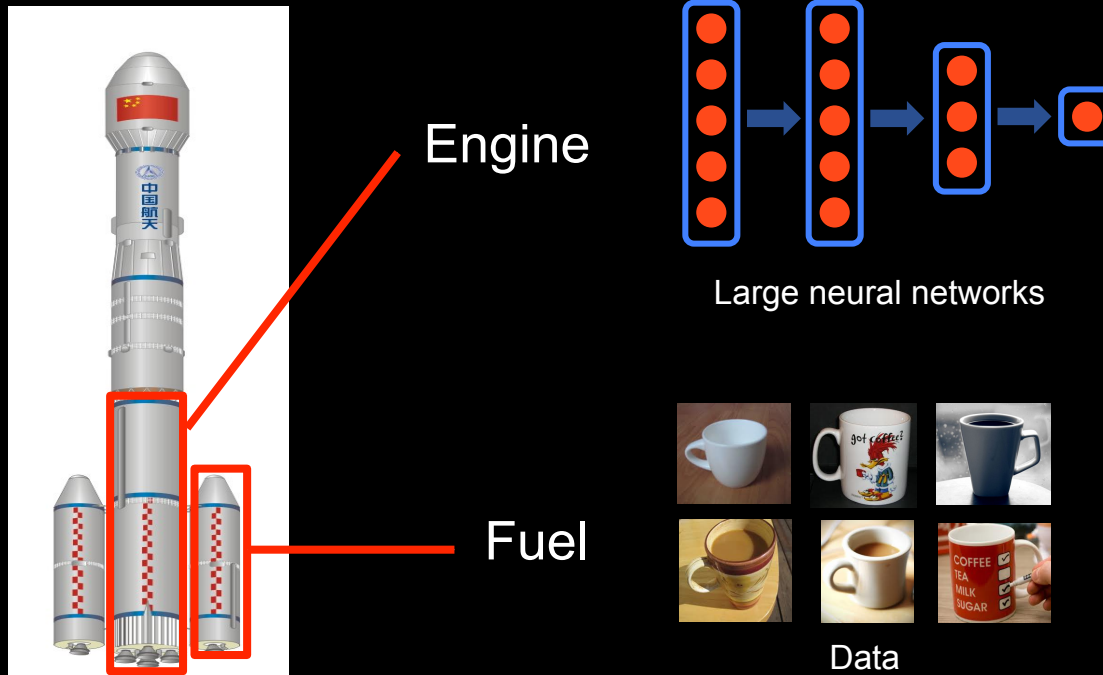 中
国
航
天
Engine
Large neural networks
got coffee?
Fuel
COFFEE
TEA
MILK
SUGAR
Data